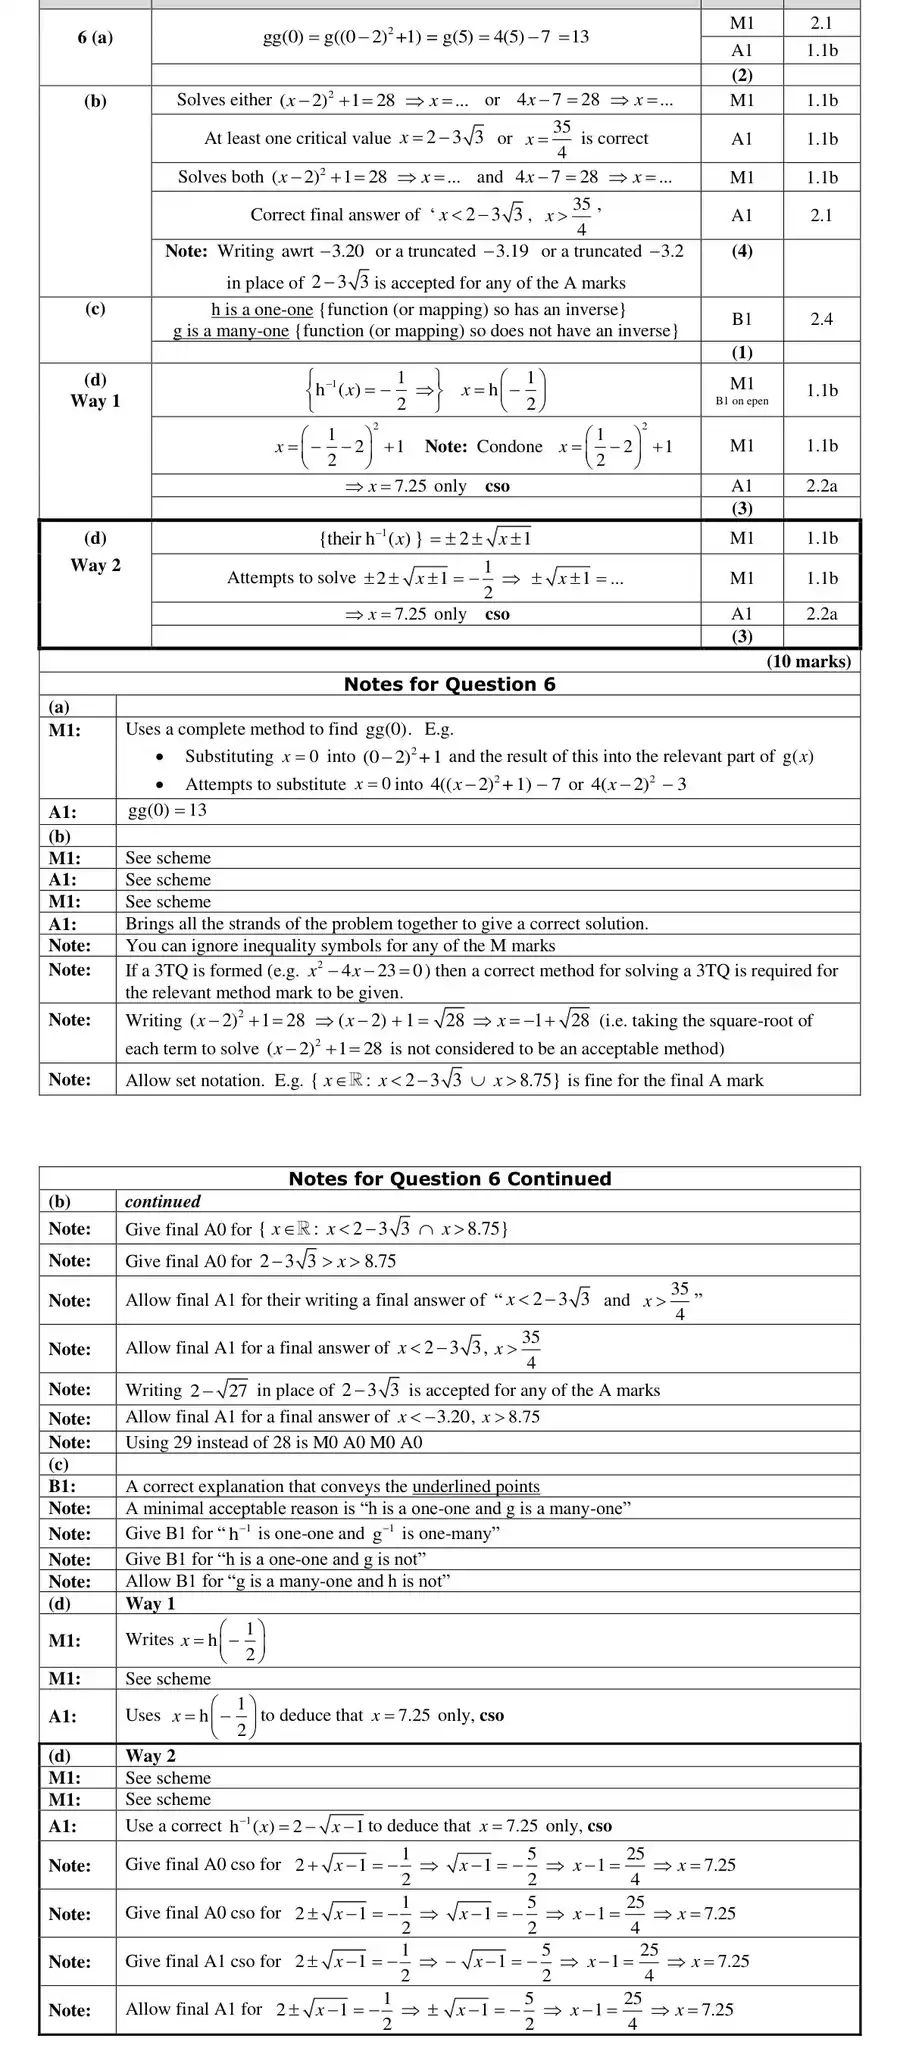 6 (a) gg(0) = g((0 − 2)² +1) = g(5) = 4(5) − 7 = 13 M1 2.1
A1 1.1b
(2)
(b) Solves either (x − 2)² + 1 = 28 ⇒ x = ... or 4x − 7 = 28 ⇒ x = ... M1 1.1b
At least one critical value x = 2 − 3√3 or x = 35/4 is correct A1 1.1b
Solves both (x − 2)² + 1 = 28 ⇒ x = ... and 4x − 7 = 28 ⇒ x = ... M1 1.1b
Correct final answer of ‘ x < 2 − 3√3 , x > 35/4 ’ A1 2.1
Note: Writing awrt −3.20 or a truncated −3.19 or a truncated −3.2 (4)
in place of 2 − 3√3 is accepted for any of the A marks
(c) h is a one-one {function (or mapping) so has an inverse}
g is a many-one {function (or mapping) so does not have an inverse} B1 2.4
(1)
(d) Way 1 {h⁻¹(x) = −1/2 ⇒} x = h(−1/2) M1 B1 on epen 1.1b
x = (−1/2 − 2)² + 1 Note: Condone x = (1/2 − 2)² + 1 M1 1.1b
⇒ x = 7.25 only cso A1 2.2a
(3)
(d) Way 2 {their h⁻¹(x) } = ± 2 ± √(x ± 1) M1 1.1b
Attempts to solve ± 2 ± √(x ± 1) = −1/2 ⇒ ± √(x ± 1) = ... M1 1.1b
⇒ x = 7.25 only cso A1 2.2a
(3)
(10 marks)
Notes for Question 6
(a)
M1: Uses a complete method to find gg(0). E.g.
• Substituting x = 0 into (0 − 2)² + 1 and the result of this into the relevant part of g(x)
• Attempts to substitute x = 0 into 4((x − 2)² + 1) − 7 or 4(x − 2)² − 3
A1: gg(0) = 13
(b)
M1: See scheme
A1: See scheme
M1: See scheme
A1: Brings all the strands of the problem together to give a correct solution.
Note: You can ignore inequality symbols for any of the M marks
Note: If a 3TQ is formed (e.g. x² − 4x − 23 = 0) then a correct method for solving a 3TQ is required for
the relevant method mark to be given.
Note: Writing (x − 2)² + 1 = 28 ⇒ (x − 2) + 1 = √28 ⇒ x = −1 + √28 (i.e. taking the square-root of
each term to solve (x − 2)² + 1 = 28 is not considered to be an acceptable method)
Note: Allow set notation. E.g. { x ∈ ℝ : x < 2 − 3√3 ∪ x > 8.75} is fine for the final A mark
Notes for Question 6 Continued
(b) continued
Note: Give final A0 for { x ∈ ℝ : x < 2 − 3√3 ∩ x > 8.75}
Note: Give final A0 for 2 − 3√3 > x > 8.75
Note: Allow final A1 for their writing a final answer of “ x < 2 − 3√3 and x > 35/4 ”
Note: Allow final A1 for a final answer of x < 2 − 3√3 , x > 35/4
Note: Writing 2 − √27 in place of 2 − 3√3 is accepted for any of the A marks
Note: Allow final A1 for a final answer of x < −3.20, x > 8.75
Note: Using 29 instead of 28 is M0 A0 M0 A0
(c)
B1: A correct explanation that conveys the underlined points
Note: A minimal acceptable reason is “h is a one-one and g is a many-one”
Note: Give B1 for “ h⁻¹ is one-one and g⁻¹ is one-many”
Note: Give B1 for “h is a one-one and g is not”
Note: Allow B1 for “g is a many-one and h is not”
(d) Way 1
M1: Writes x = h(−1/2)
M1: See scheme
A1: Uses x = h(−1/2) to deduce that x = 7.25 only, cso
(d) Way 2
M1: See scheme
M1: See scheme
A1: Use a correct h⁻¹(x) = 2 − √(x − 1) to deduce that x = 7.25 only, cso
Note: Give final A0 cso for 2 + √(x − 1) = −1/2 ⇒ √(x − 1) = −5/2 ⇒ x − 1 = 25/4 ⇒ x = 7.25
Note: Give final A0 cso for 2 ± √(x − 1) = −1/2 ⇒ √(x − 1) = −5/2 ⇒ x − 1 = 25/4 ⇒ x = 7.25
Note: Give final A1 cso for 2 ± √(x − 1) = −1/2 ⇒ − √(x − 1) = −5/2 ⇒ x − 1 = 25/4 ⇒ x = 7.25
Note: Allow final A1 for 2 ± √(x − 1) = −1/2 ⇒ ± √(x − 1) = −5/2 ⇒ x − 1 = 25/4 ⇒ x = 7.25